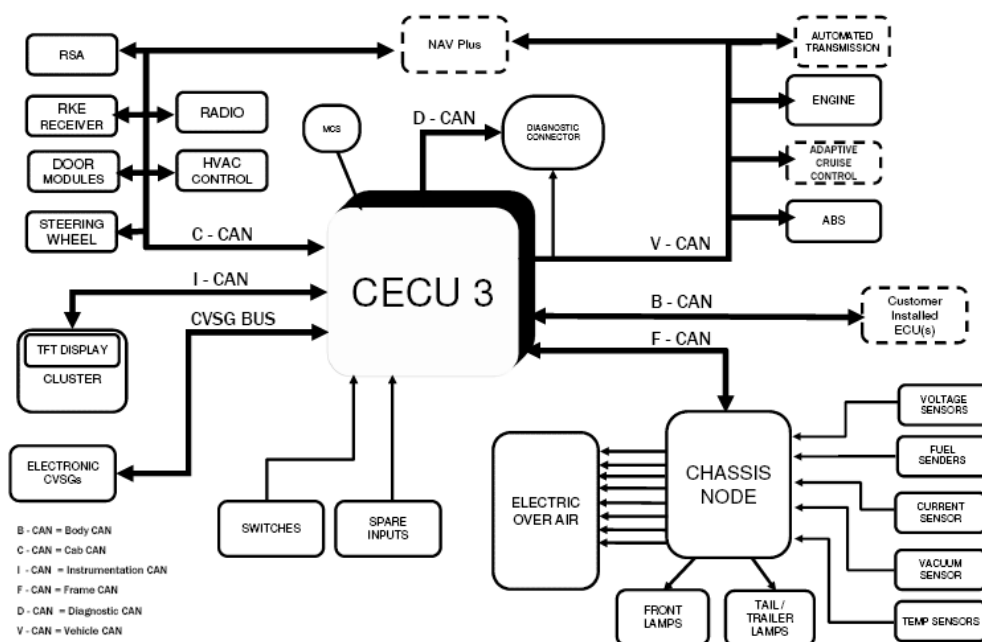 RSA
NAV Plus
AUTOMATED
TRANSMISSION
RKE
RECEIVER
RADIO
MCS
D - CAN
DIAGNOSTIC
CONNECTOR
ENGINE
DOOR
MODULES
HVAC
CONTROL
ADAPTIVE
CRUISE
CONTROL
STEERING
WHEEL
C - CAN
V - CAN
ABS
I - CAN
CECU 3
CVSG BUS
B - CAN
Customer
Installed
ECU(s)
F - CAN
TFT DISPLAY
CLUSTER
ELECTRONIC
CVSGs
SWITCHES
SPARE
INPUTS
ELECTRIC
OVER AIR
CHASSIS
NODE
VOLTAGE
SENSORS
FUEL
SENDERS
CURRENT
SENSOR
VACUUM
SENSOR
TEMP SENSORS
FRONT
LAMPS
TAIL /
TRAILER
LAMPS
B - CAN = Body CAN
C - CAN = Cab CAN
I - CAN = Instrumentation CAN
F - CAN = Frame CAN
D - CAN = Diagnostic CAN
V - CAN = Vehicle CAN